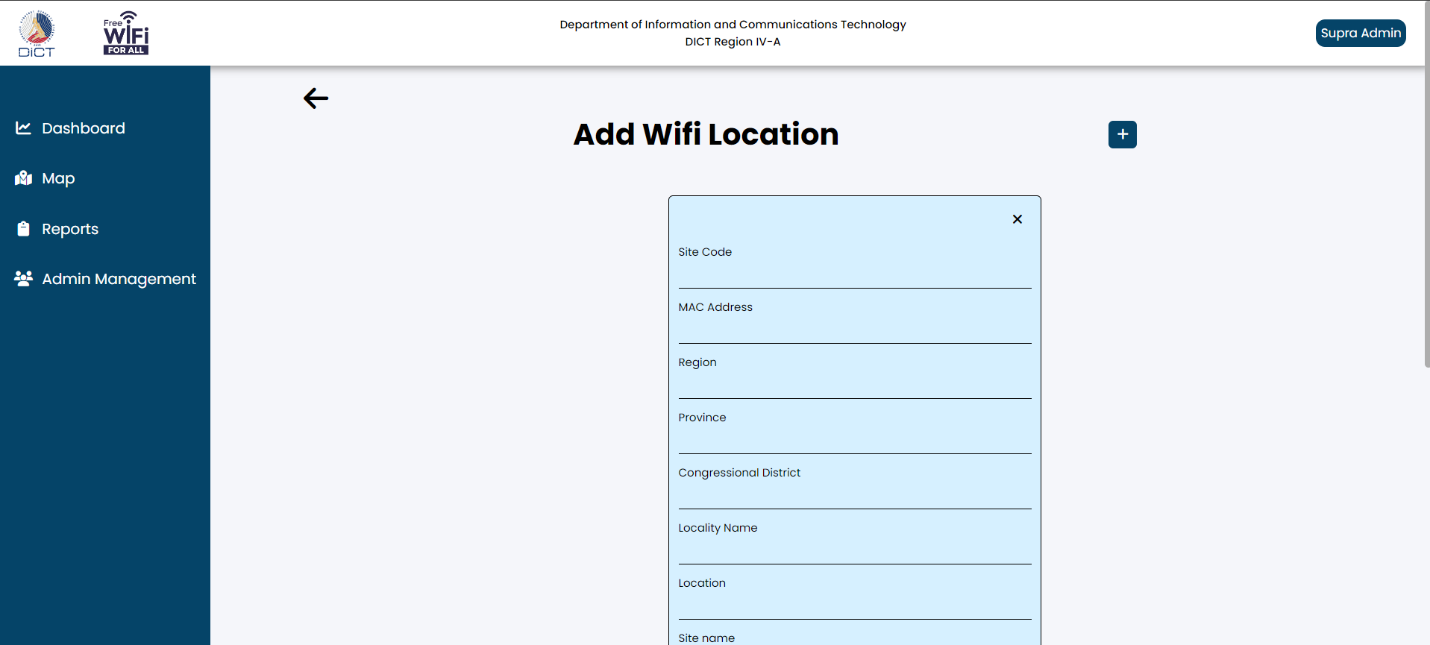 DICT
Free
WiFi
FOR ALL
Department of Information and Communications Technology
DICT Region IV-A
Supra Admin
Dashboard
Map
Reports
Admin Management
Add Wifi Location
+
×
Site Code
MAC Address
Region
Province
Congressional District
Locality Name
Location
Site name